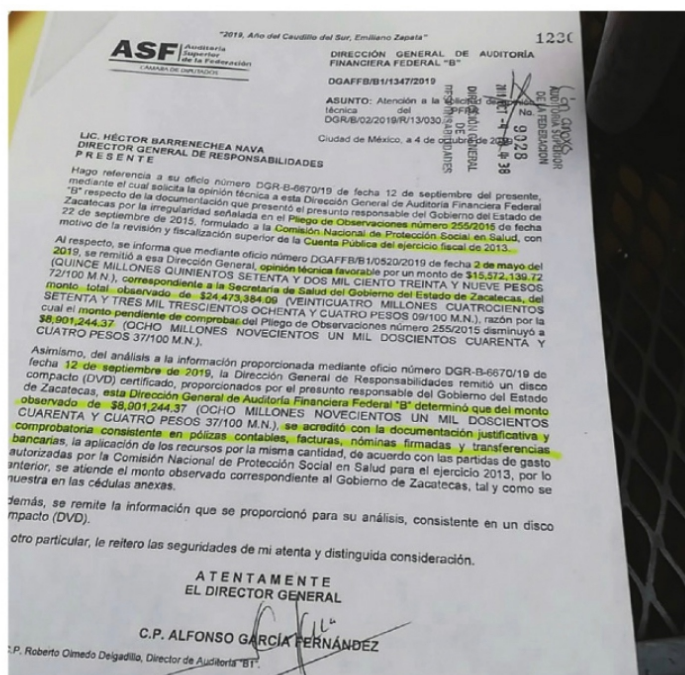 "2019, Año del Caudillo del Sur, Emiliano Zapata"
ASF Auditoría Superior de la Federación
CÁMARA DE DIPUTADOS
DIRECCIÓN GENERAL DE AUDITORÍA
FINANCIERA FEDERAL "B"
DGAFFB/B1/1347/2019
ASUNTO: Atención a la
técnica del PFRA No.
DGR/B/02/2019/R/13/030
Ciudad de México, a 4 de octubre de
AUDITORÍA SUPERIOR
DE LA FEDERACIÓN
9028
DIRECCIÓN GENERAL
DE
RESPONSABILIDADES
LIC. HÉCTOR BARRENECHEA NAVA
DIRECTOR GENERAL DE RESPONSABILIDADES
P R E S E N T E
Hago referencia a su oficio número DGR-B-6670/19 de fecha 12 de septiembre del presente,
mediante el cual solicita la opinión técnica a esta Dirección General de Auditoría Financiera Federal
"B" respecto de la documentación que presentó el presunto responsable del Gobierno del Estado de
Zacatecas por la irregularidad señalada en el Pliego de Observaciones número 255/2015 de fecha
22 de septiembre de 2015, formulado a la Comisión Nacional de Protección Social en Salud, con
motivo de la revisión y fiscalización superior de la Cuenta Pública del ejercicio fiscal de 2013.
Al respecto, se informa que mediante oficio número DGAFFB/B1/0520/2019 de fecha 2 de mayo del
2019, se remitió a esa Dirección General, opinión técnica favorable por un monto de $15,572,139.72
(QUINCE MILLONES QUINIENTOS SETENTA Y DOS MIL CIENTO TREINTA Y NUEVE PESOS
72/100 M.N.), correspondiente a la Secretaría de Salud del Gobierno del Estado de Zacatecas, del
monto total observado de $24,473,384.09 (VEINTICUATRO MILLONES CUATROCIENTOS
SETENTA Y TRES MIL TRESCIENTOS OCHENTA Y CUATRO PESOS 09/100 M.N.), razón por la
cual el monto pendiente de comprobar del Pliego de Observaciones número 255/2015 disminuyó a
$8,901,244.37 (OCHO MILLONES NOVECIENTOS UN MIL DOSCIENTOS CUARENTA Y
CUATRO PESOS 37/100 M.N.).
Asimismo, del análisis a la información proporcionada mediante oficio número DGR-B-6670/19 de
fecha 12 de septiembre de 2019, la Dirección General de Responsabilidades remitió un disco
compacto (DVD) certificado, proporcionados por el presunto responsable del Gobierno del Estado
de Zacatecas, esta Dirección General de Auditoría Financiera Federal "B" determinó que del monto
observado de $8,901,244.37 (OCHO MILLONES NOVECIENTOS UN MIL DOSCIENTOS
CUARENTA Y CUATRO PESOS 37/100 M.N.), se acreditó con la documentación justificativa y
comprobatoria consistente en pólizas contables, facturas, nóminas firmadas y transferencias
bancarias, la aplicación de los recursos por la misma cantidad, de acuerdo con las partidas de gasto
autorizadas por la Comisión Nacional de Protección Social en Salud para el ejercicio 2013, por lo
anterior, se atiende el monto observado correspondiente al Gobierno de Zacatecas, tal y como se
muestra en las cédulas anexas.
demás, se remite la información que se proporcionó para su análisis, consistente en un disco
mpacto (DVD).
otro particular, le reitero las seguridades de mi atenta y distinguida consideración.
A T E N T A M E N T E
EL DIRECTOR GENERAL
C.P. ALFONSO GARCÍA FERNÁNDEZ
C.P. Roberto Olmedo Delgadillo, Director de Auditoría "B1".